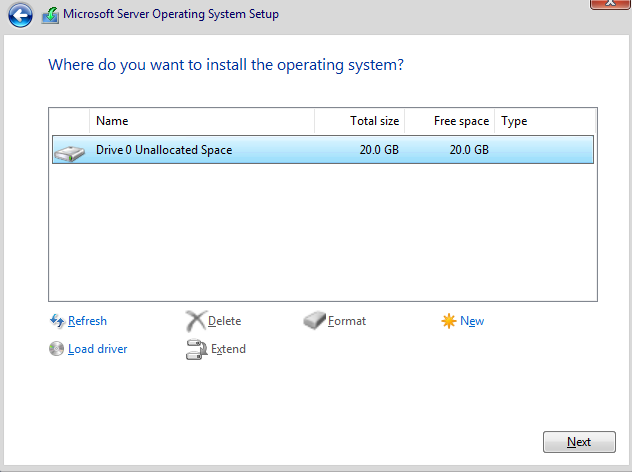 Microsoft Server Operating System Setup
Where do you want to install the operating system?
Name Total size Free space Type
Drive 0 Unallocated Space 20.0 GB 20.0 GB
Refresh Delete Format New
Load driver Extend
Next